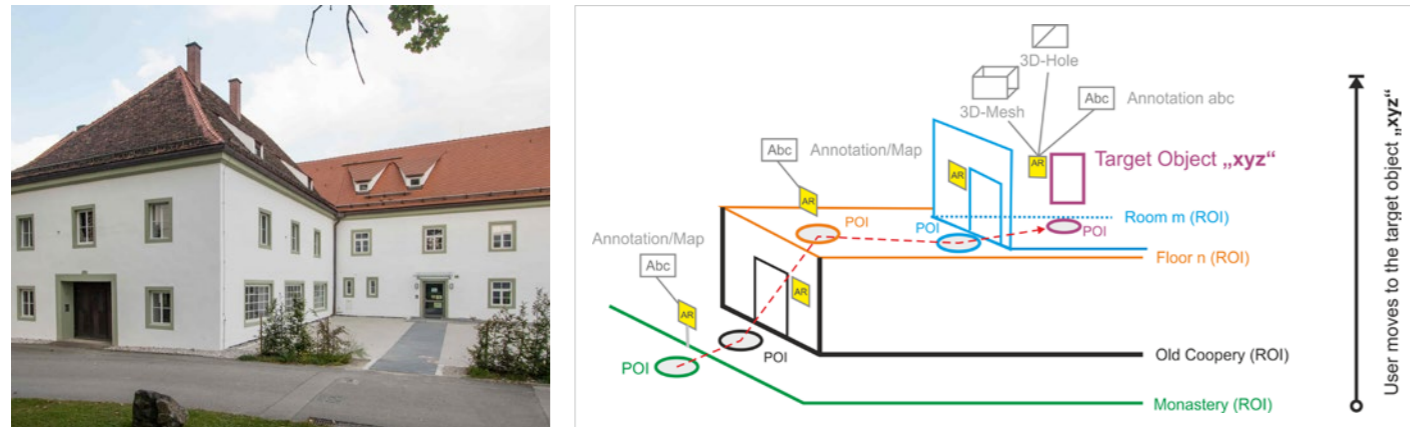 3D-Hole
3D-Mesh
Abc
Annotation abc
Abc
Annotation/Map
AR
Target Object „xyz“
AR
AR
POI
POI
Room m (ROI)
POI
Annotation/Map
Floor n (ROI)
Abc
AR
AR
POI
Old Coopery (ROI)
POI
Monastery (ROI)
User moves to the target object „xyz“